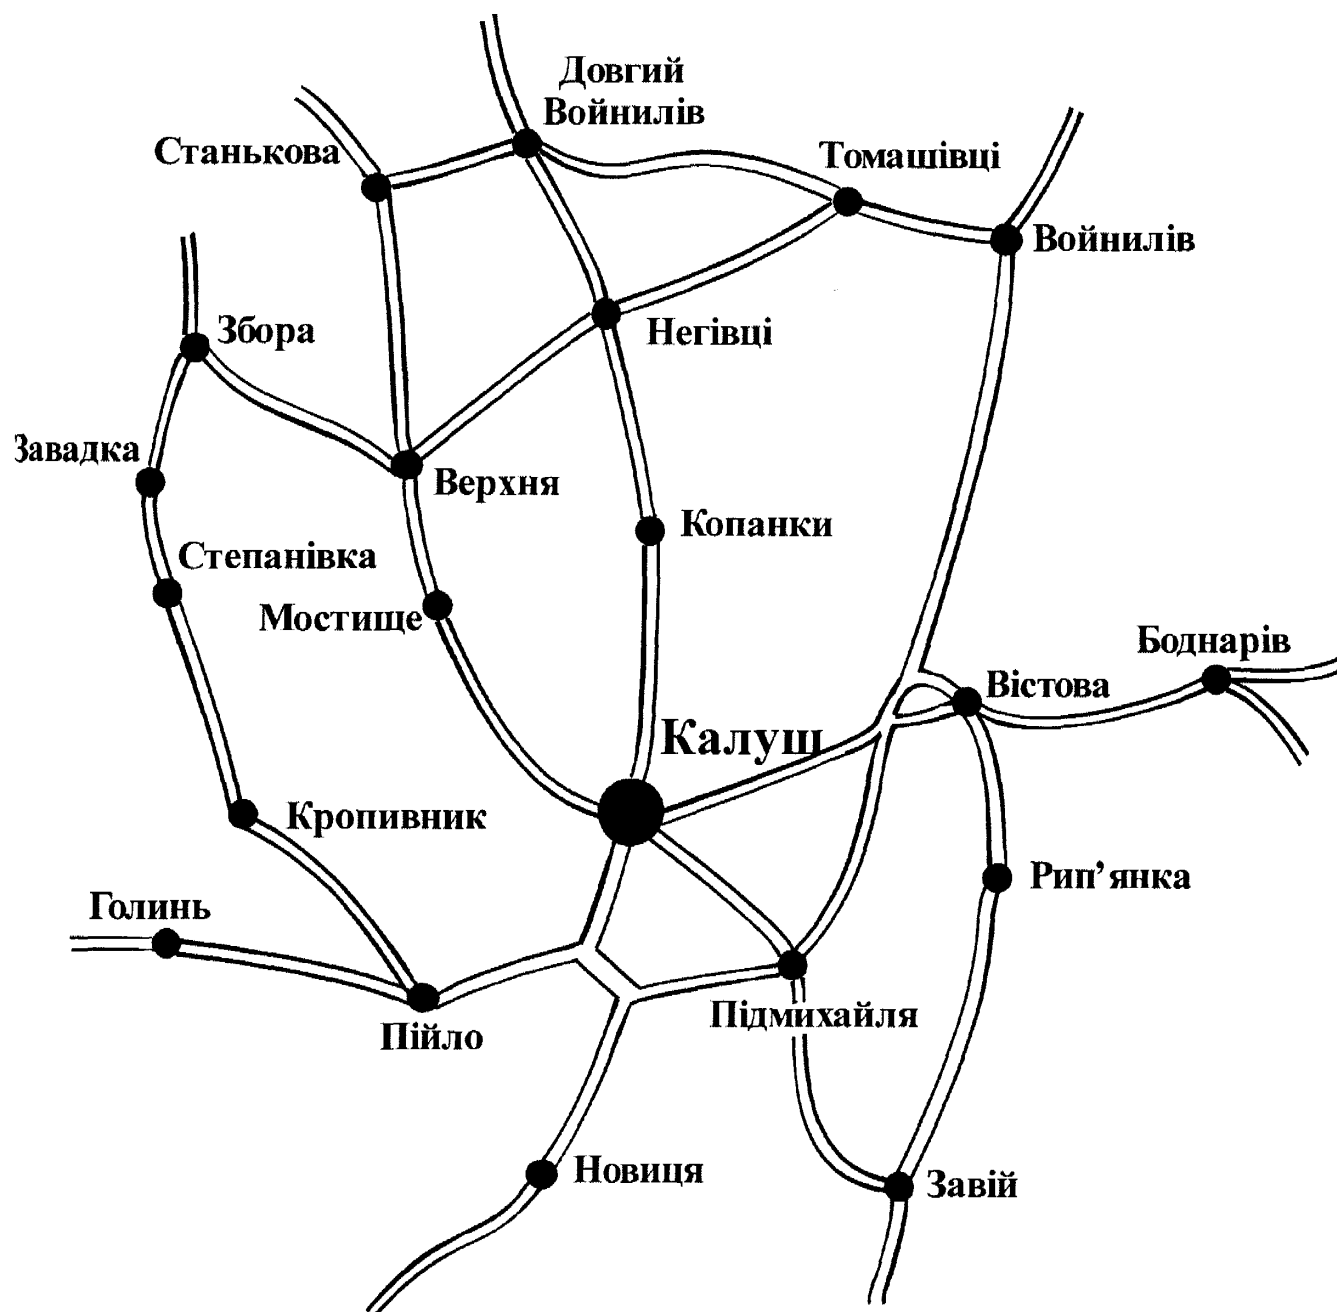 Довгий
Войнилів
Станькова
Томашівці
Войнилів
Збора
Негівці
Завадка
Верхня
Копанки
Степанівка
Мостище
Боднарів
Вістова
Калуш
Кропивник
Рип’янка
Голинь
Підмихайля
Пійло
Новиця
Завій